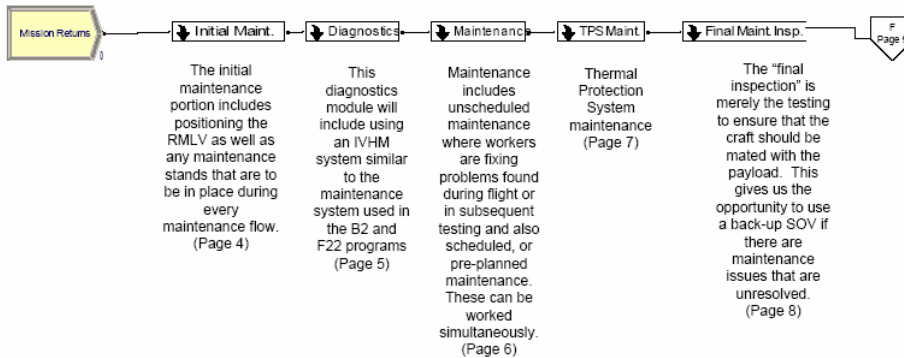 Mission Returns
0
Initial Maint.
Diagnostics
Maintenance
TPS Maint.
Final Maint. Insp.
F
Page 9
The initial
maintenance
portion includes
positioning the
RMLV as well as
any maintenance
stands that are to
be in place during
every
maintenance flow.
(Page 4)
This
diagnostics
module will
include using
an IVHM
system similar
to the
maintenance
system used in
the B2 and
F22 programs
(Page 5)
Maintenance
includes
unscheduled
maintenance
where workers
are fixing
problems found
during flight or
in subsequent
testing and also
scheduled, or
pre-planned
maintenance.
These can be
worked
simultaneously.
(Page 6)
Thermal
Protection
System
maintenance
(Page 7)
The “final
inspection” is
merely the testing
to ensure that the
craft should be
mated with the
payload. This
gives us the
opportunity to use
a back-up SOV if
there are
maintenance
issues that are
unresolved.
(Page 8)